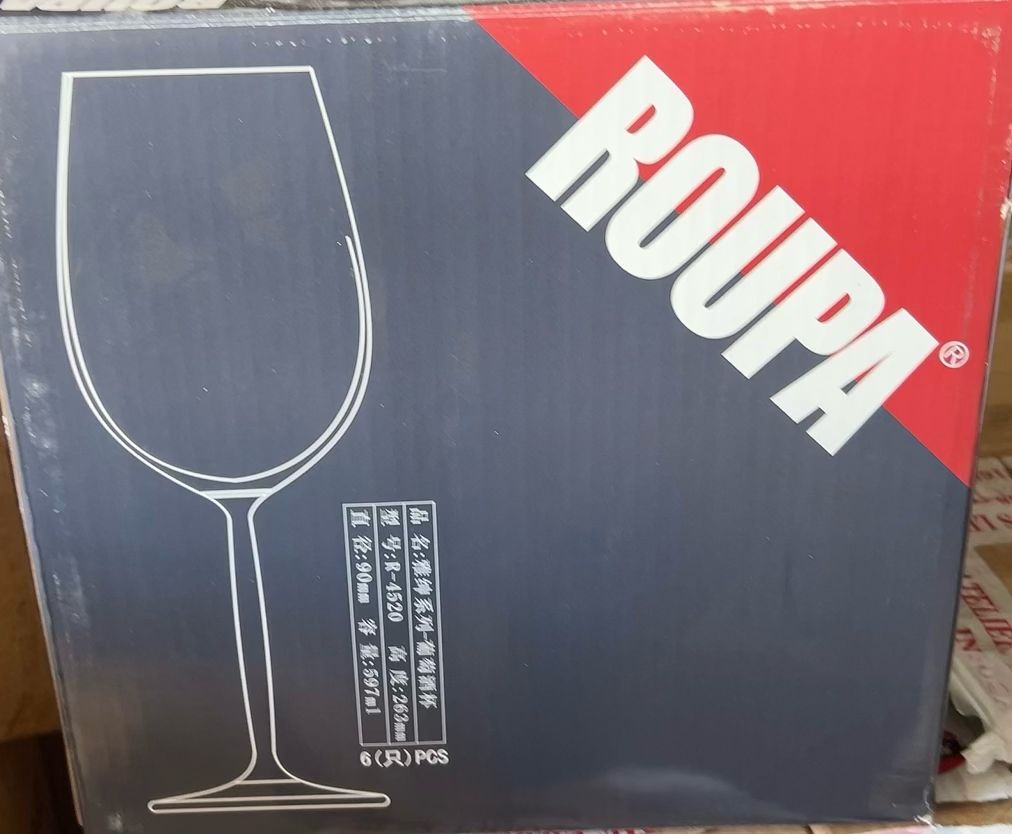 ROUPA®
品 名:雅绅系列-葡萄酒杯
型 号:R-4520 高 度:263mm
直 径:90mm 容 量:597ml
6(只)PCS